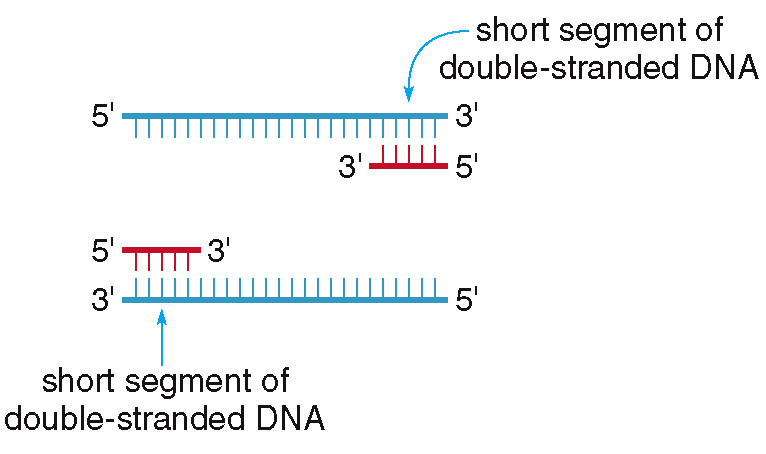 short segment of
double-stranded DNA
5' 3'
3' 5'
5' 3'
3' 5'
short segment of
double-stranded DNA